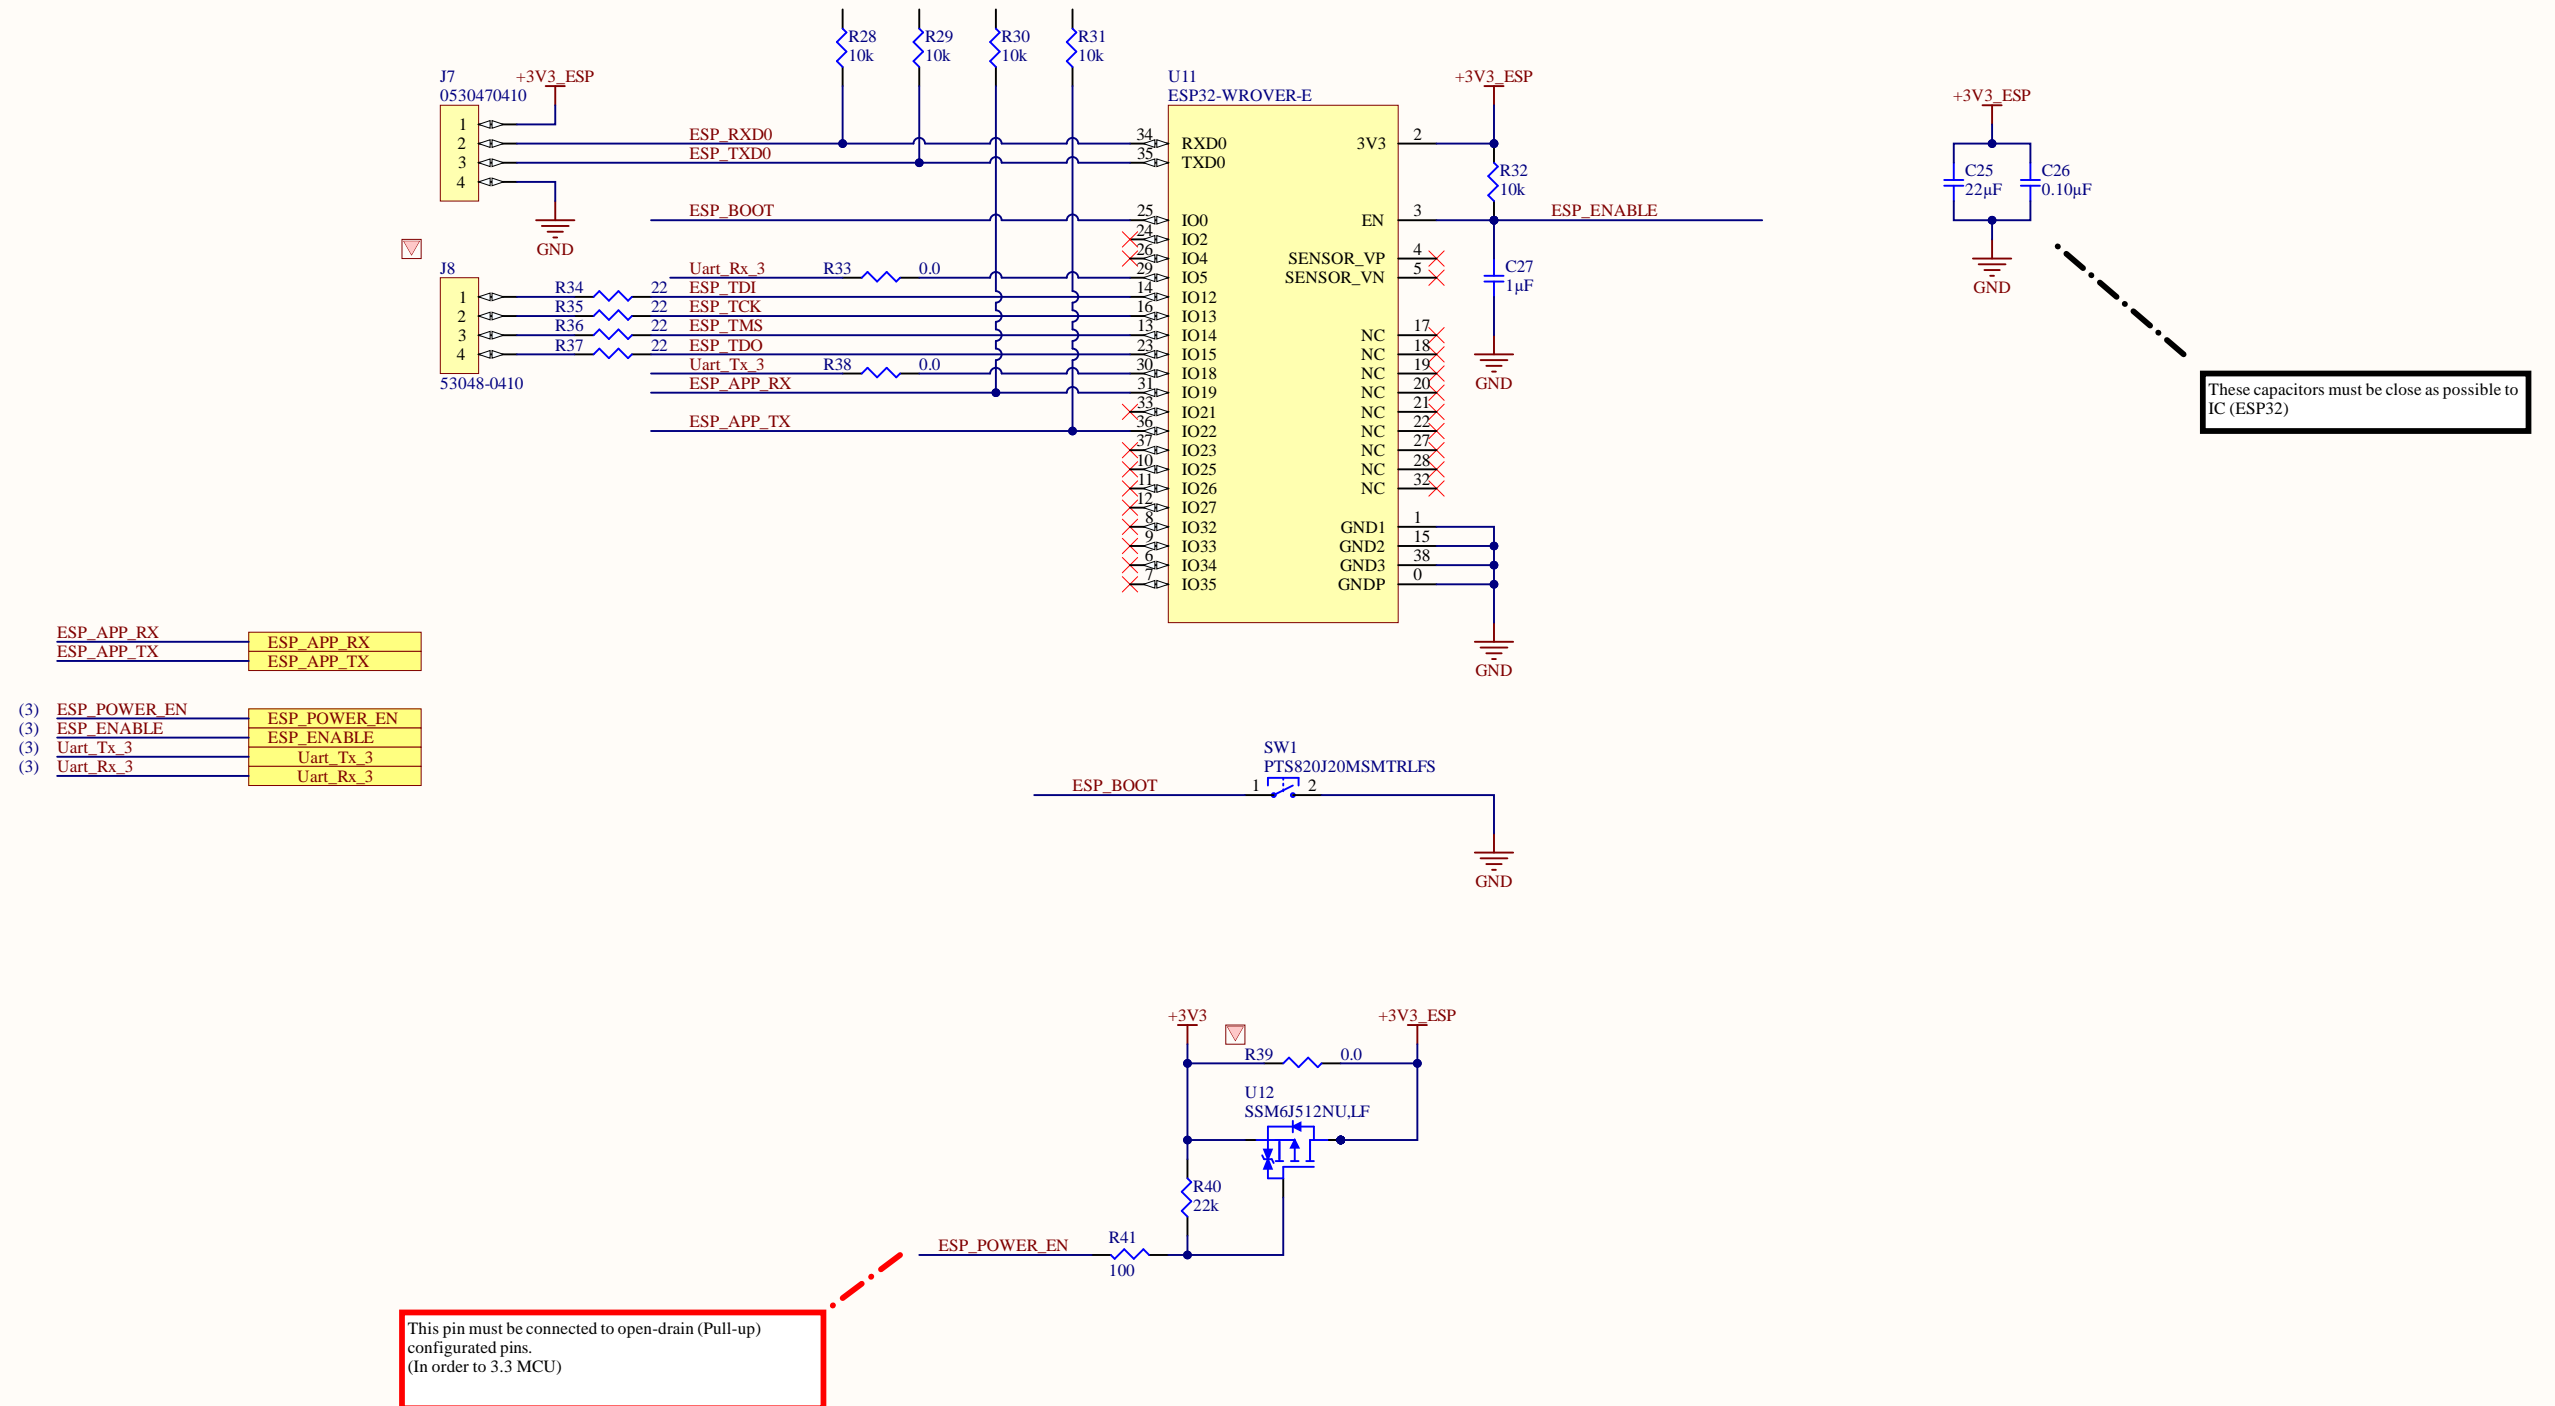 R28
10k
R29
10k
R30
10k
R31
10k
J7
0530470410
+3V3_ESP
1
2
3
4
GND
ESP_RXD0
ESP_TXD0
ESP_BOOT
J8
1
2
3
4
53048-0410
R34 22
R35 22
R36 22
R37 22
Uart_Rx_3 R33 0.0
ESP_TDI
ESP_TCK
ESP_TMS
ESP_TDO
Uart_Tx_3 R38 0.0
ESP_APP_RX
ESP_APP_TX
U11
ESP32-WROVER-E
34 RXD0
35 TXD0
25 IO0
24 IO2
26 IO4
29 IO5
14 IO12
16 IO13
13 IO14
23 IO15
30 IO18
31 IO19
33 IO21
36 IO22
37 IO23
10 IO25
11 IO26
12 IO27
8 IO32
9 IO33
6 IO34
7 IO35
3V3 2
EN 3
SENSOR_VP 4
SENSOR_VN 5
NC 17
NC 18
NC 19
NC 20
NC 21
NC 22
NC 27
NC 28
NC 32
GND1 1
GND2 15
GND3 38
GNDP 0
GND
+3V3_ESP
R32
10k
ESP_ENABLE
C27
1µF
GND
+3V3_ESP
C25
22µF
C26
0.10µF
GND
These capacitors must be close as possible to
IC (ESP32)
ESP_APP_RX ESP_APP_RX
ESP_APP_TX ESP_APP_TX
(3) ESP_POWER_EN ESP_POWER_EN
(3) ESP_ENABLE ESP_ENABLE
(3) Uart_Tx_3 Uart_Tx_3
(3) Uart_Rx_3 Uart_Rx_3
SW1
PTS820J20MSMTRLFS
ESP_BOOT 1 2
GND
+3V3
+3V3_ESP
R39 0.0
U12
SSM6J512NU,LF
R40
22k
ESP_POWER_EN R41
100
This pin must be connected to open-drain (Pull-up)
configurated pins.
(In order to 3.3 MCU)